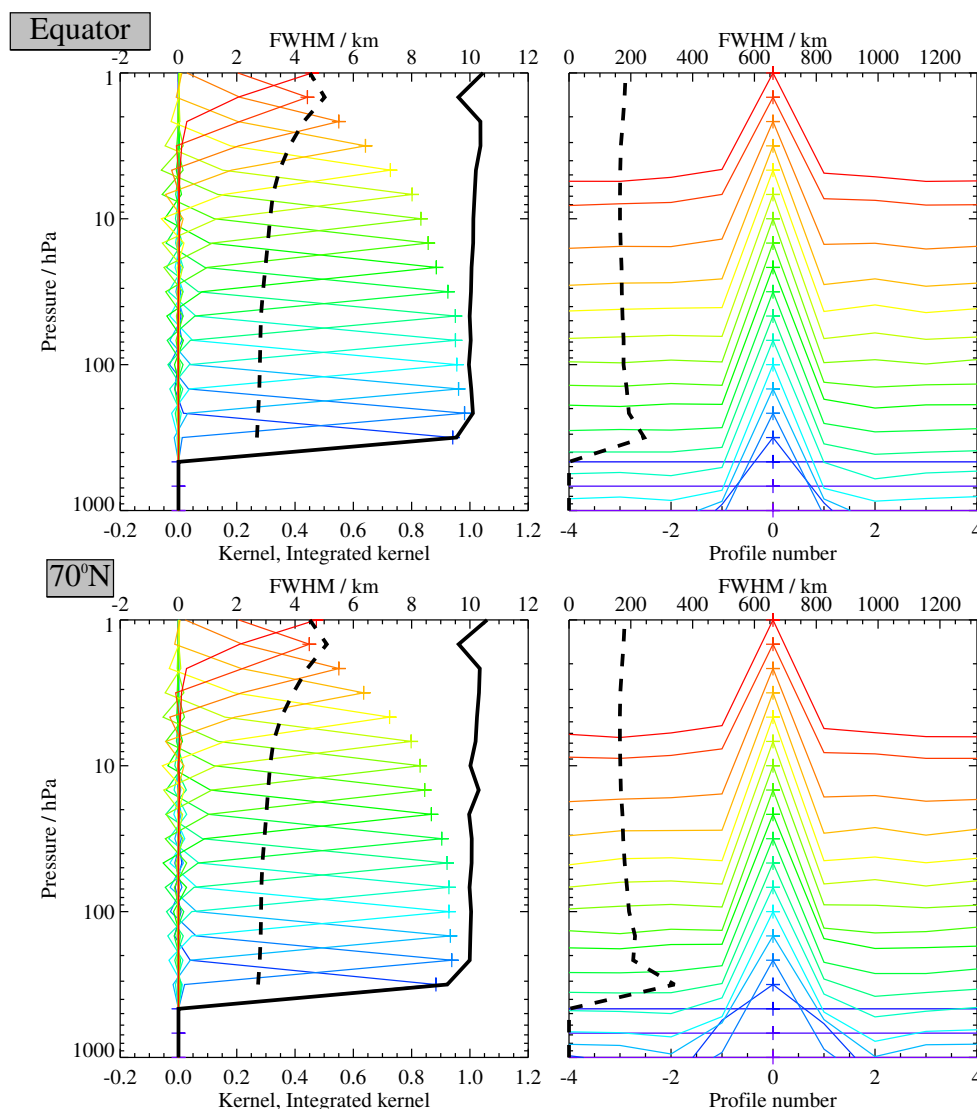 Equator
FWHM / km
-2 0 2 4 6 8 10 12
Pressure / hPa
1
10
100
1000
-0.2 0.0 0.2 0.4 0.6 0.8 1.0 1.2
Kernel, Integrated kernel
FWHM / km
0 200 400 600 800 1000 1200
-4 -2 0 2 4
Profile number
70⁰N
FWHM / km
-2 0 2 4 6 8 10 12
Pressure / hPa
1
10
100
1000
-0.2 0.0 0.2 0.4 0.6 0.8 1.0 1.2
Kernel, Integrated kernel
FWHM / km
0 200 400 600 800 1000 1200
-4 -2 0 2 4
Profile number